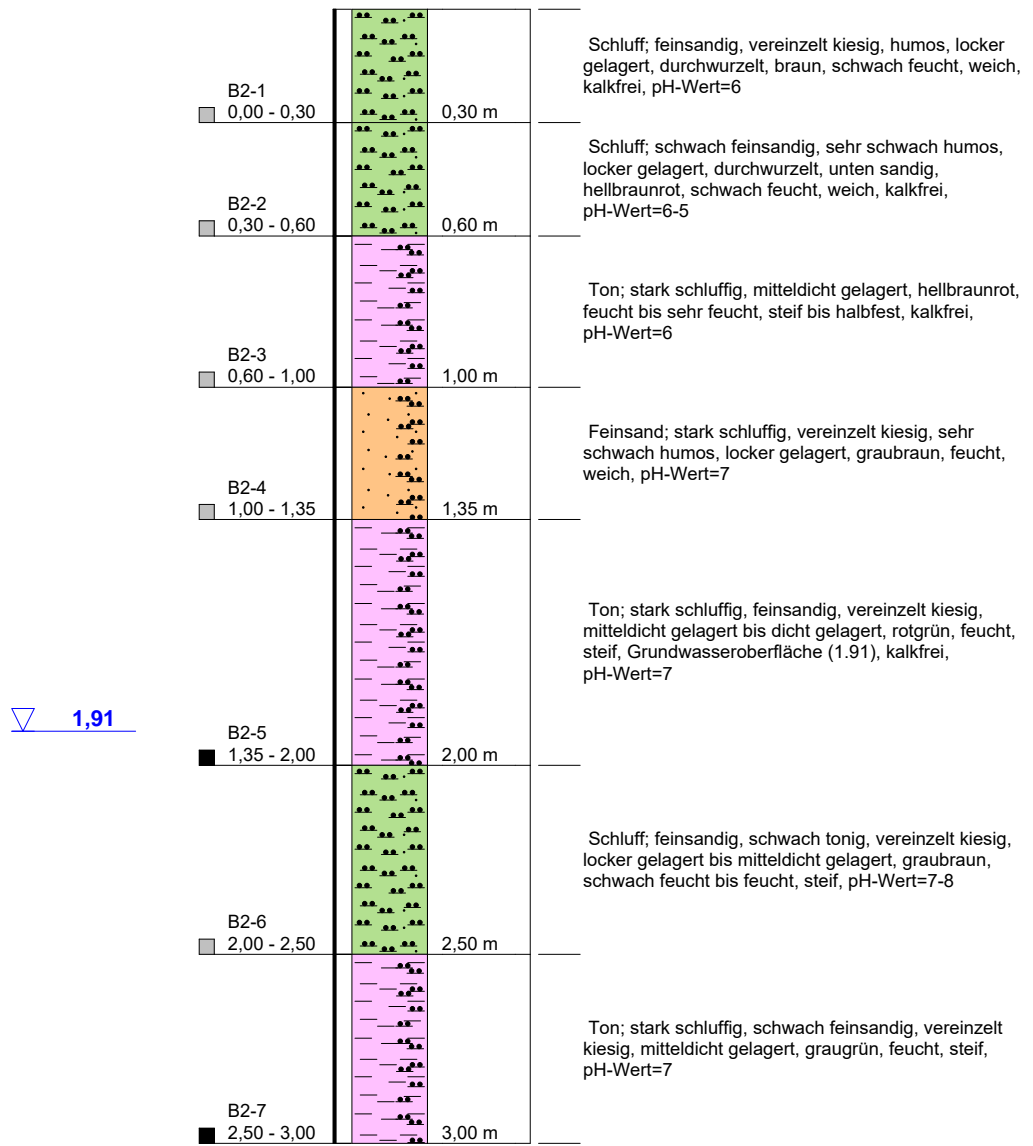 Schluff; feinsandig, vereinzelt kiesig, humos, locker
gelagert, durchwurzelt, braun, schwach feucht, weich,
kalkfrei, pH-Wert=6
B2-1
0,00 - 0,30
0,30 m
Schluff; schwach feinsandig, sehr schwach humos,
locker gelagert, durchwurzelt, unten sandig,
hellbraunrot, schwach feucht, weich, kalkfrei,
pH-Wert=6-5
B2-2
0,30 - 0,60
0,60 m
Ton; stark schluffig, mitteldicht gelagert, hellbraunrot,
feucht bis sehr feucht, steif bis halbfest, kalkfrei,
pH-Wert=6
B2-3
0,60 - 1,00
1,00 m
Feinsand; stark schluffig, vereinzelt kiesig, sehr
schwach humos, locker gelagert, graubraun, feucht,
weich, pH-Wert=7
B2-4
1,00 - 1,35
1,35 m
Ton; stark schluffig, feinsandig, vereinzelt kiesig,
mitteldicht gelagert bis dicht gelagert, rotgrün, feucht,
steif, Grundwasseroberfläche (1.91), kalkfrei,
pH-Wert=7
1,91
B2-5
1,35 - 2,00
2,00 m
Schluff; feinsandig, schwach tonig, vereinzelt kiesig,
locker gelagert bis mitteldicht gelagert, graubraun,
schwach feucht bis feucht, steif, pH-Wert=7-8
B2-6
2,00 - 2,50
2,50 m
Ton; stark schluffig, schwach feinsandig, vereinzelt
kiesig, mitteldicht gelagert, graugrün, feucht, steif,
pH-Wert=7
B2-7
2,50 - 3,00
3,00 m